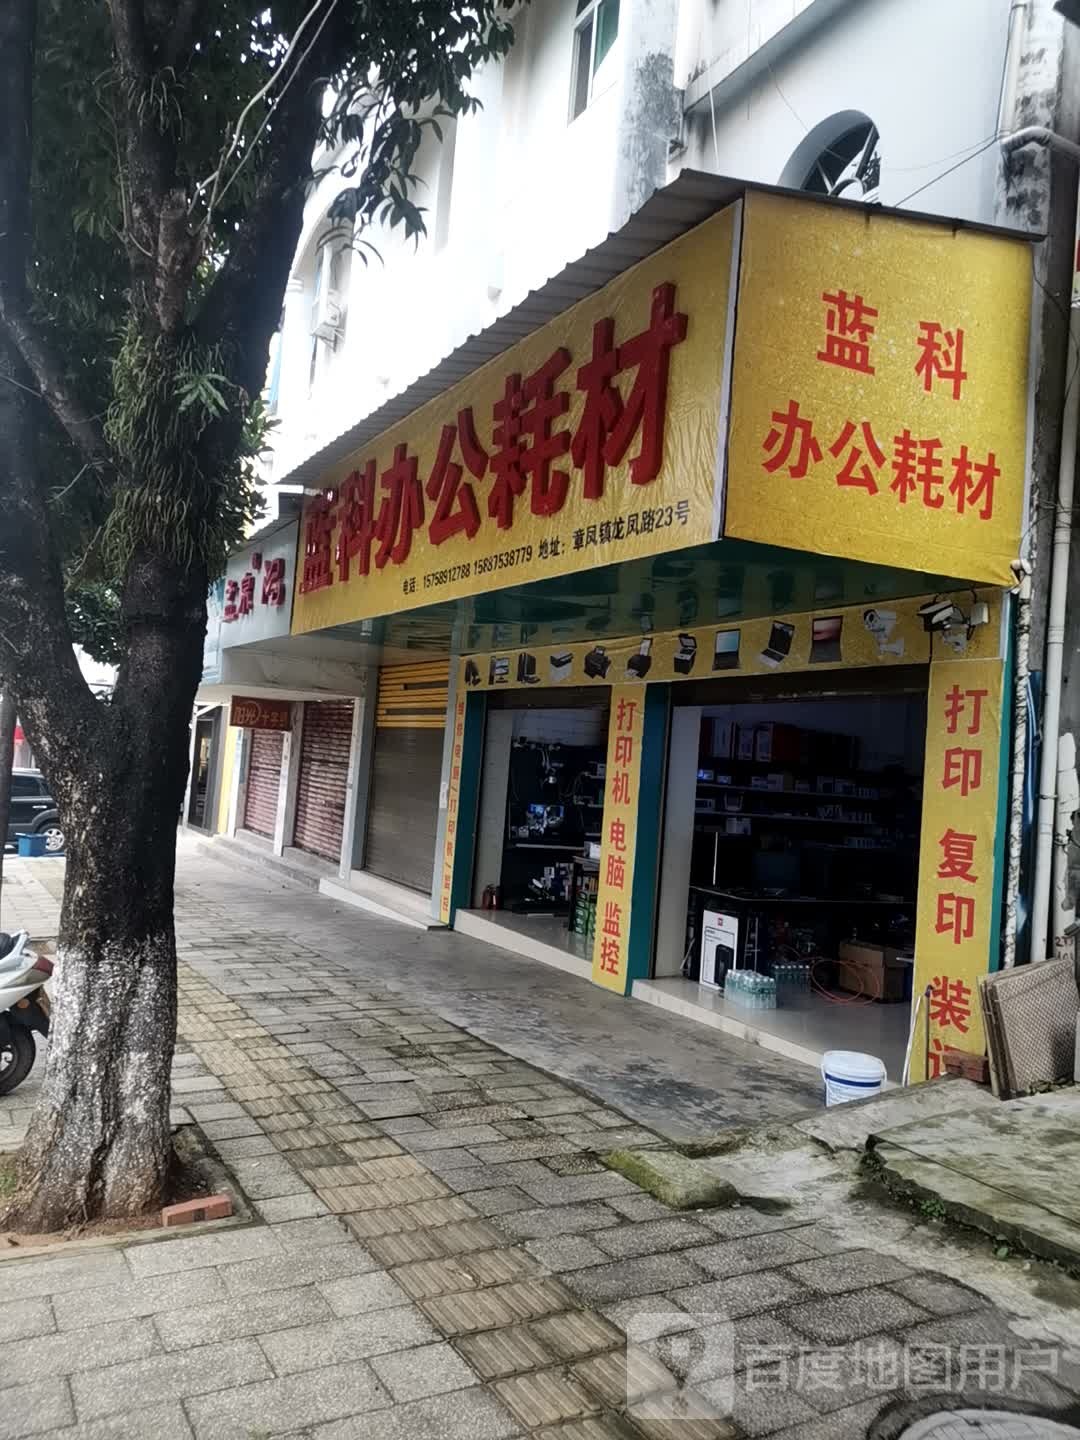 蓝科
办公耗材
蓝科办公耗材
电话：15758912788 15887538779 地址：章凤镇龙凤路23号
打印机 电脑 监控
打印 复印 装订
百度地图用户